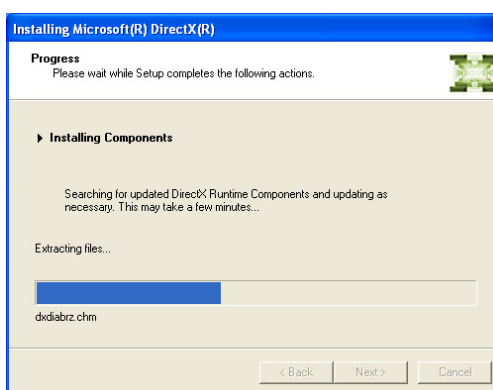 Installing Microsoft(R) DirectX(R)
Progress
Please wait while Setup completes the following actions.
Installing Components
Searching for updated DirectX Runtime Components and updating as
necessary. This may take a few minutes...
Extracting files...
dxdiabrz.chm
< Back Next > Cancel